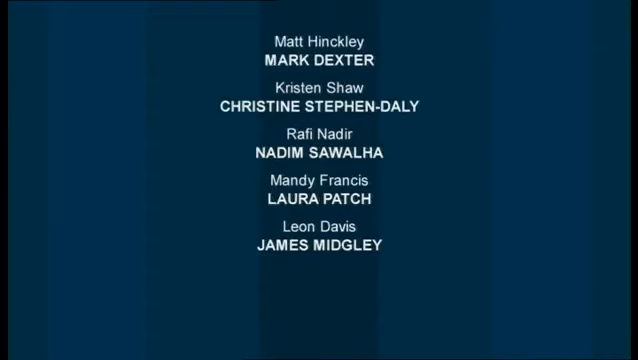 Matt Hinckley
MARK DEXTER
Kristen Shaw
CHRISTINE STEPHEN-DALY
Rafi Nadir
NADIM SAWALHA
Mandy Francis
LAURA PATCH
Leon Davis
JAMES MIDGLEY